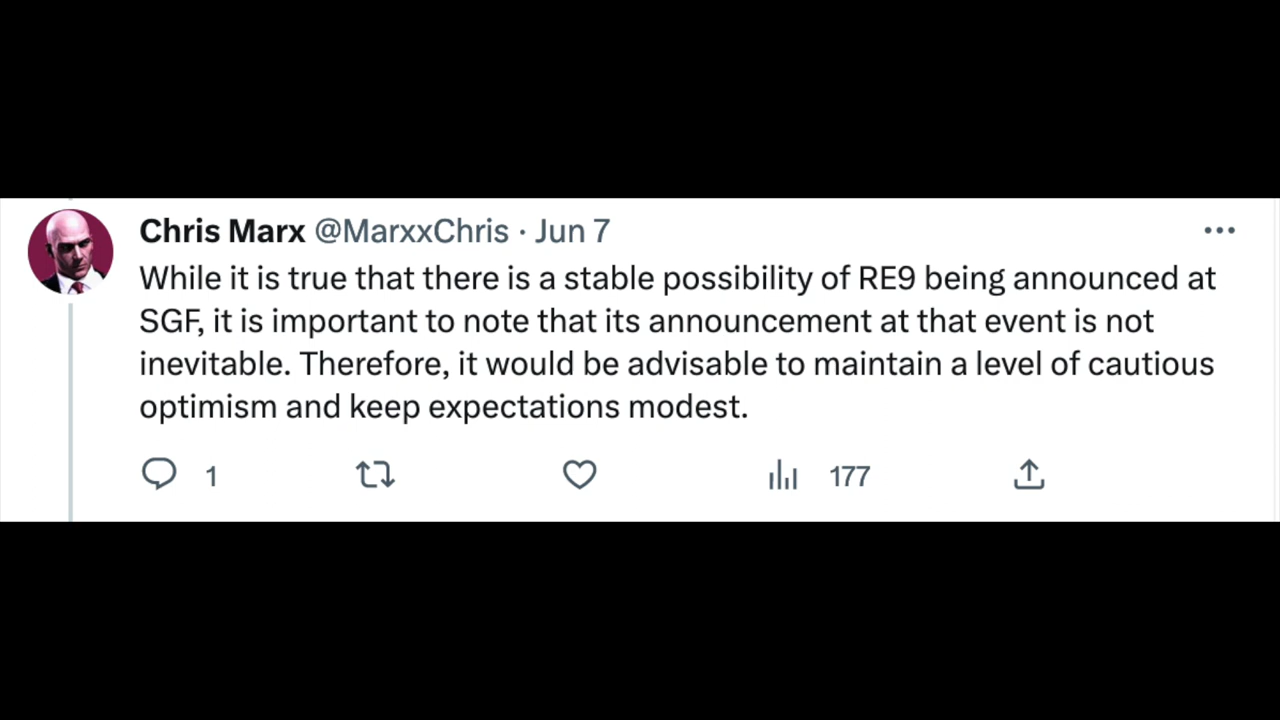 Chris Marx @MarxxChris · Jun 7
While it is true that there is a stable possibility of RE9 being announced at
SGF, it is important to note that its announcement at that event is not
inevitable. Therefore, it would be advisable to maintain a level of cautious
optimism and keep expectations modest.
1 177